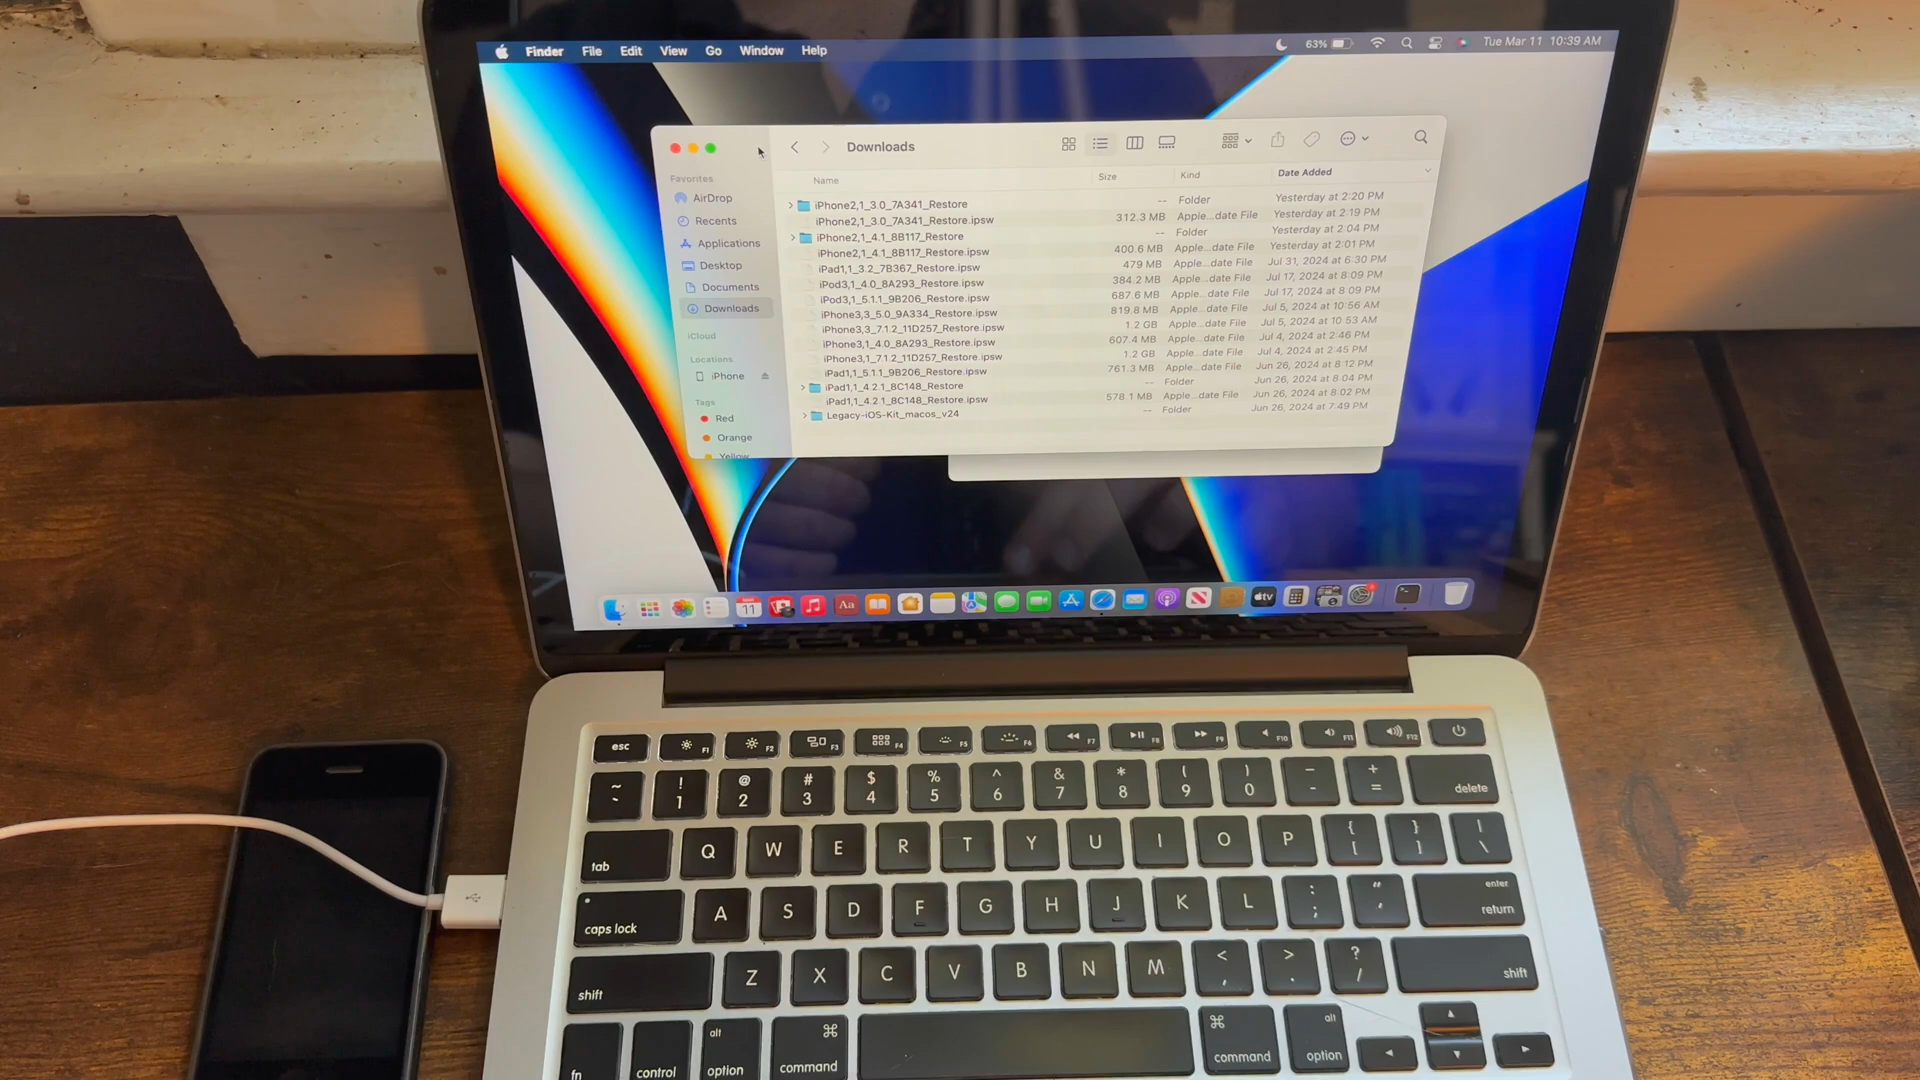 Finder File Edit View Go Window Help 63% Tue Mar 11 10:39 AM
Downloads
Name Size Kind Date Added
iPhone2,1_3.0_7A341_Restore -- Folder Yesterday at 2:20 PM
iPhone2,1_3.0_7A341_Restore.ipsw 312.3 MB Apple...date File Yesterday at 2:19 PM
iPhone2,1_4.1_8B117_Restore -- Folder Yesterday at 2:04 PM
iPhone2,1_4.1_8B117_Restore.ipsw 400.6 MB Apple...date File Yesterday at 2:01 PM
iPad1,1_3.2_7B367_Restore.ipsw 479 MB Apple...date File Jul 31, 2024 at 6:30 PM
iPod3,1_4.0_8A293_Restore.ipsw 384.2 MB Apple...date File Jul 17, 2024 at 8:09 PM
iPod3,1_5.1.1_9B206_Restore.ipsw 687.6 MB Apple...date File Jul 17, 2024 at 8:09 PM
iPhone3,3_5.0_9A334_Restore.ipsw 819.8 MB Apple...date File Jul 5, 2024 at 10:56 AM
iPhone3,3_7.1.2_11D257_Restore.ipsw 1.2 GB Apple...date File Jul 5, 2024 at 10:53 AM
iPhone3,1_4.0_8A293_Restore.ipsw 607.4 MB Apple...date File Jul 4, 2024 at 2:46 PM
iPhone3,1_7.1.2_11D257_Restore.ipsw 1.2 GB Apple...date File Jul 4, 2024 at 2:45 PM
iPad1,1_5.1.1_9B206_Restore.ipsw 761.3 MB Apple...date File Jun 26, 2024 at 8:12 PM
iPad1,1_4.2.1_8C148_Restore -- Folder Jun 26, 2024 at 8:04 PM
iPad1,1_4.2.1_8C148_Restore.ipsw 578.1 MB Apple...date File Jun 26, 2024 at 8:02 PM
Legacy-iOS-Kit_macos_v24 -- Folder Jun 26, 2024 at 7:49 PM
Favorites
AirDrop
Recents
Applications
Desktop
Documents
Downloads
iCloud
Locations
iPhone
Tags
Red
Orange
Yellow
11 Aa tv
esc F1 F2 F3 F4 F5 F6 F7 F8 F9 F10 F11 F12
~ ! @ # $ % ^ & * ( ) _ +
` 1 2 3 4 5 6 7 8 9 0 - = delete
tab Q W E R T Y U I O P { [ } ] | \
caps lock A S D F G H J K L : ; " ' enter return
shift Z X C V B N M < , > . ? / shift
fn control alt option ⌘ command ⌘ command alt option